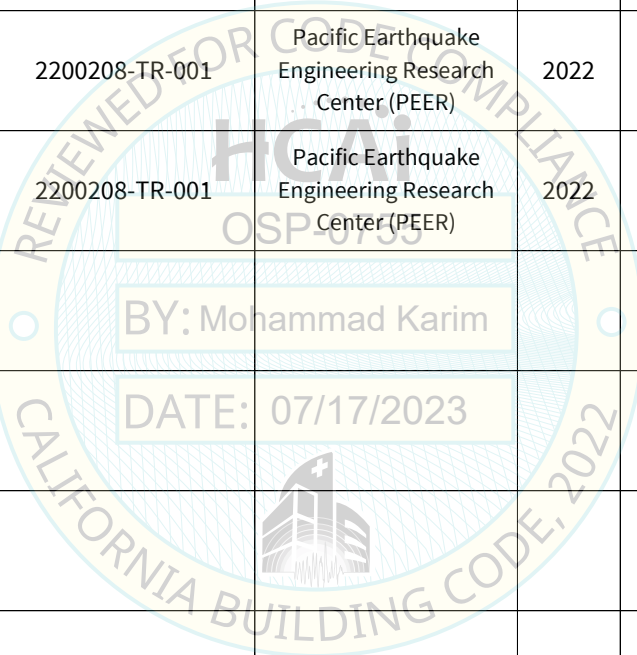 2200208-TR-001
Pacific Earthquake
Engineering Research
Center (PEER)
2022
2200208-TR-001
Pacific Earthquake
Engineering Research
Center (PEER)
2022
REVIEWED FOR CODE COMPLIANCE
HCAi
OSP-0755
BY: Mohammad Karim
DATE: 07/17/2023
CALIFORNIA BUILDING CODE, 2022